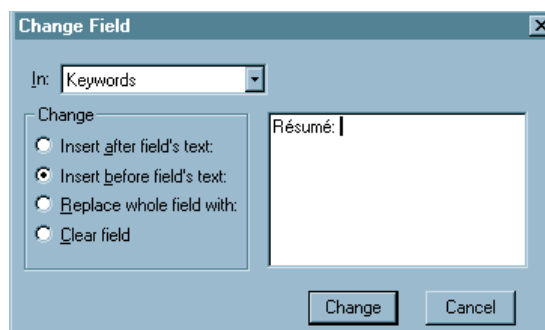 Change Field
In: Keywords
Change
Insert after field's text:
Insert before field's text:
Replace whole field with:
Clear field
Résumé:
Change Cancel